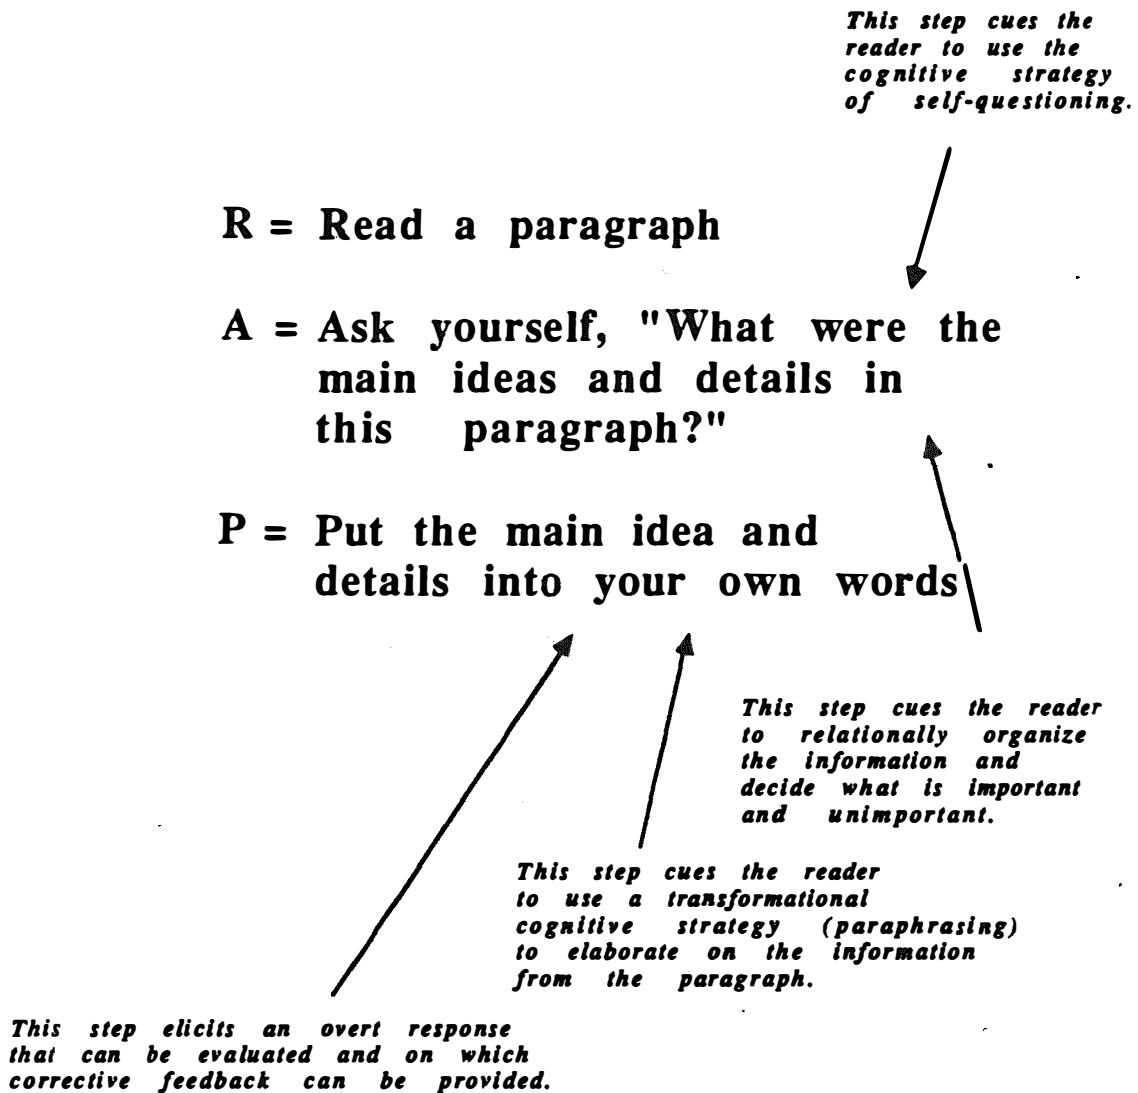 This step cues the
reader to use the
cognitive strategy
of self-questioning.
R = Read a paragraph
A = Ask yourself, "What were the
main ideas and details in
this paragraph?"
P = Put the main idea and
details into your own words
This step cues the reader
to relationally organize
the information and
decide what is important
and unimportant.
This step cues the reader
to use a transformational
cognitive strategy (paraphrasing)
to elaborate on the information
from the paragraph.
This step elicits an overt response
that can be evaluated and on which
corrective feedback can be provided.